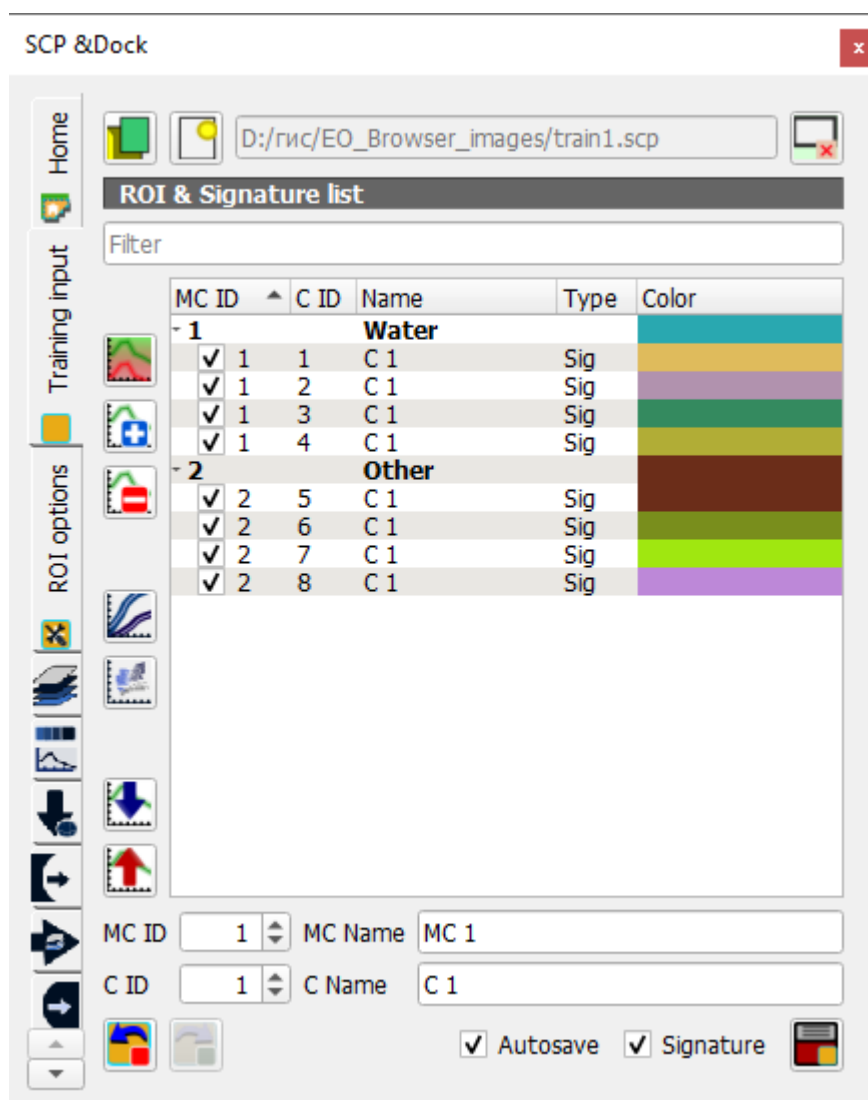 SCP &Dock
x
Home
Training input
ROI options
D:/гис/EO_Browser_images/train1.scp
ROI & Signature list
Filter
MC ID C ID Name Type Color
1 Water
1 1 C 1 Sig
1 2 C 1 Sig
1 3 C 1 Sig
1 4 C 1 Sig
2 Other
2 5 C 1 Sig
2 6 C 1 Sig
2 7 C 1 Sig
2 8 C 1 Sig
MC ID 1 MC Name MC 1
C ID 1 C Name C 1
Autosave Signature